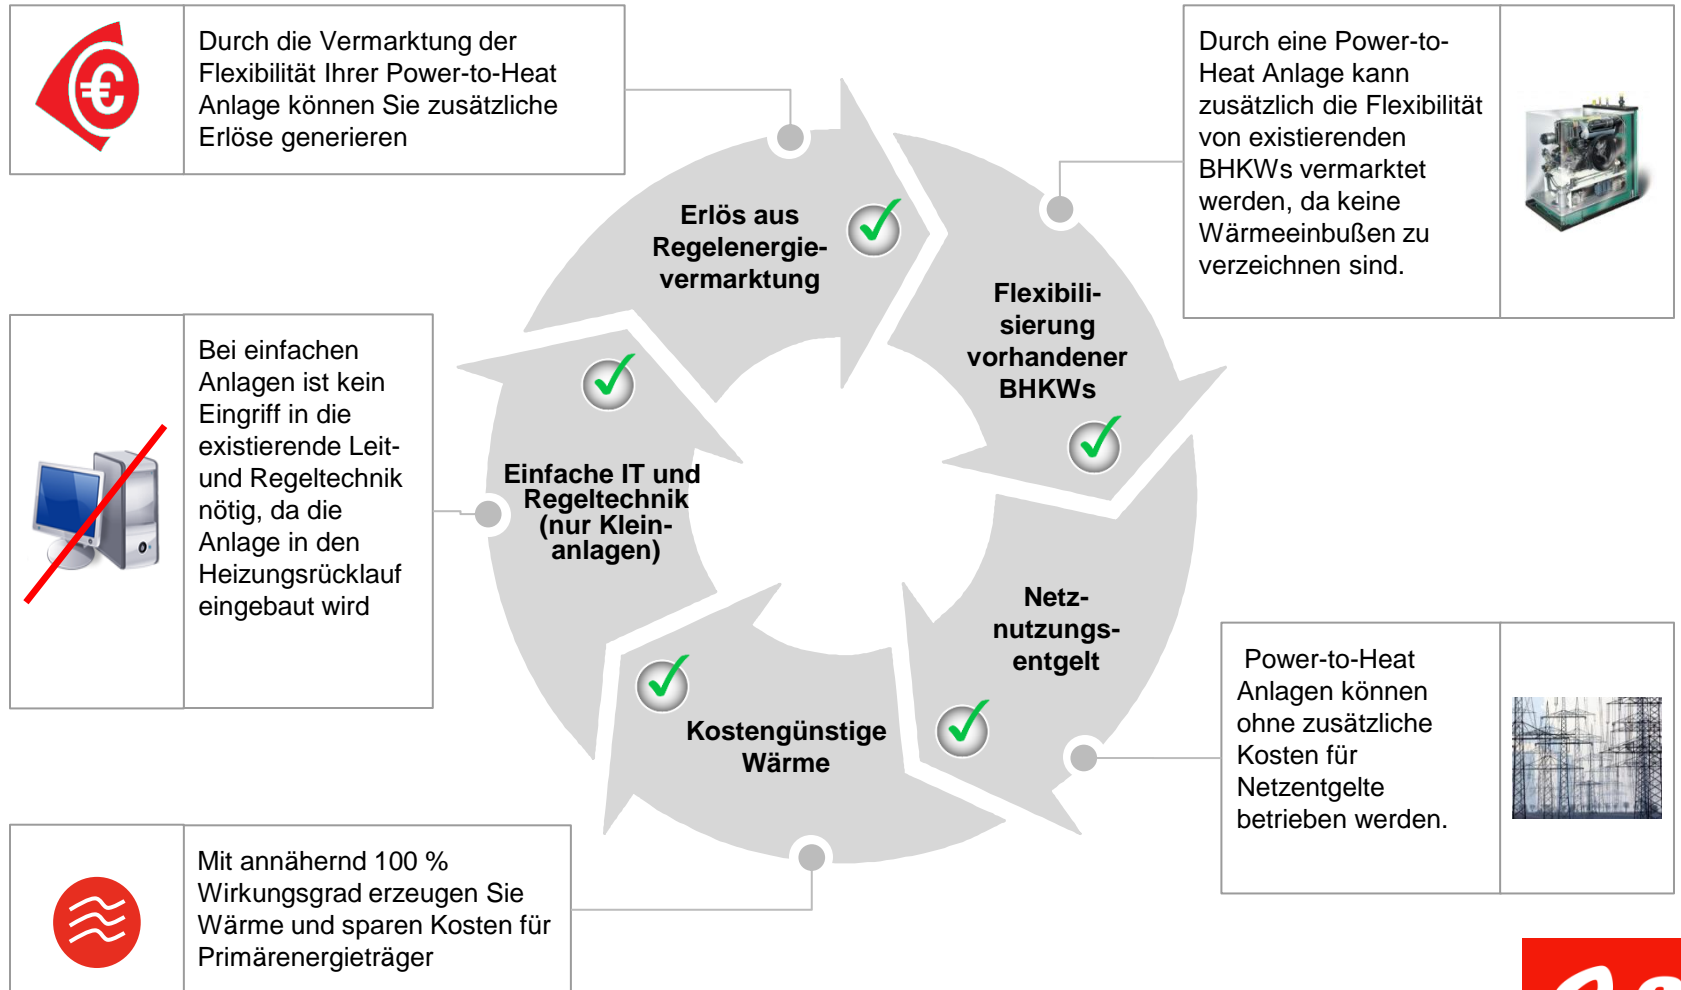 Durch die Vermarktung der
Flexibilität Ihrer Power-to-Heat
Anlage können Sie zusätzliche
Erlöse generieren
Durch eine Power-to-
Heat Anlage kann
zusätzlich die Flexibilität
von existierenden
BHKWs vermarktet
werden, da keine
Wärmeeinbußen zu
verzeichnen sind.
Erlös aus
Regelenergie-
vermarktung
Flexibili-
sierung
vorhandener
BHKWs
Bei einfachen
Anlagen ist kein
Eingriff in die
existierende Leit-
und Regeltechnik
nötig, da die
Anlage in den
Heizungsrücklauf
eingebaut wird
Einfache IT und
Regeltechnik
(nur Klein-
anlagen)
Netz-
nutzungs-
entgelt
Power-to-Heat
Anlagen können
ohne zusätzliche
Kosten für
Netzentgelte
betrieben werden.
Kostengünstige
Wärme
Mit annähernd 100 %
Wirkungsgrad erzeugen Sie
Wärme und sparen Kosten für
Primärenergieträger